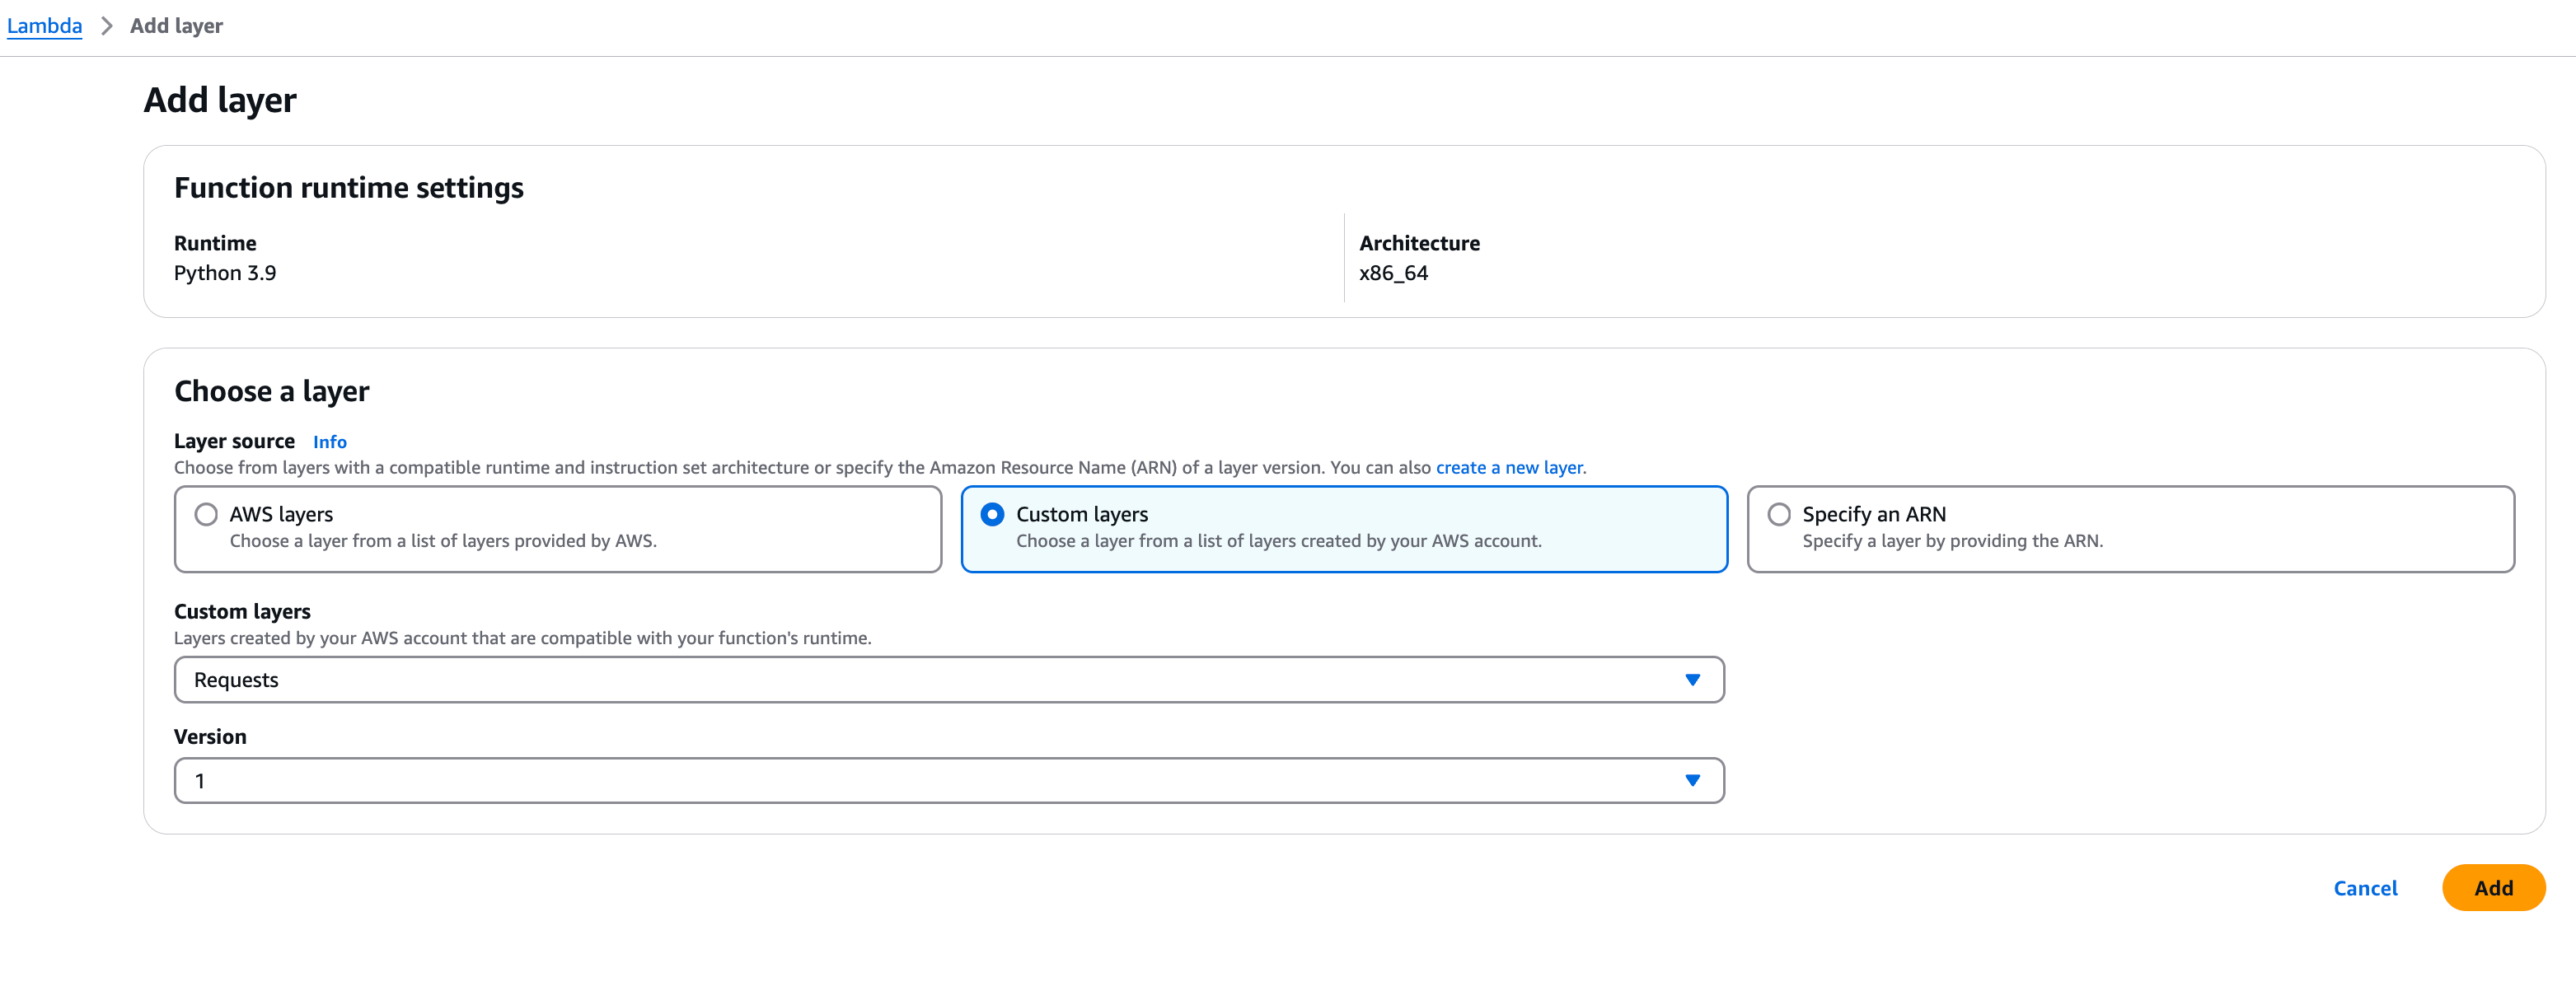 Lambda > Add layer
Add layer
Function runtime settings
Runtime
Python 3.9
Architecture
x86_64
Choose a layer
Layer source Info
Choose from layers with a compatible runtime and instruction set architecture or specify the Amazon Resource Name (ARN) of a layer version. You can also create a new layer.
AWS layers
Choose a layer from a list of layers provided by AWS.
Custom layers
Choose a layer from a list of layers created by your AWS account.
Specify an ARN
Specify a layer by providing the ARN.
Custom layers
Layers created by your AWS account that are compatible with your function's runtime.
Requests
Version
1
Cancel
Add